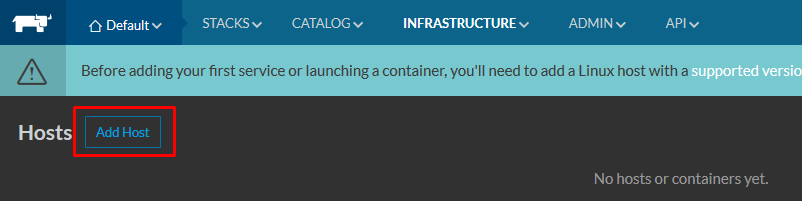 Default STACKS CATALOG INFRASTRUCTURE ADMIN API
Before adding your first service or launching a container, you'll need to add a Linux host with a supported versio
Hosts Add Host
No hosts or containers yet.